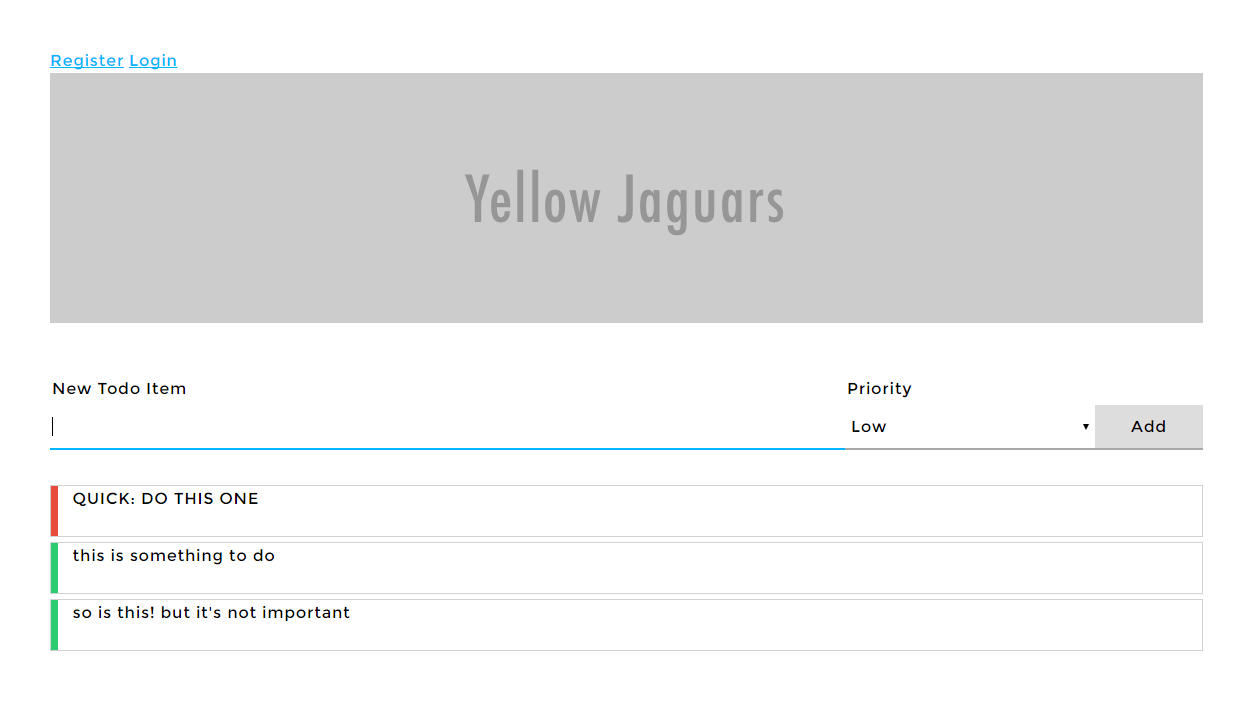 Register Login
Yellow Jaguars
New Todo Item Priority
Low Add
QUICK: DO THIS ONE
this is something to do
so is this! but it's not important